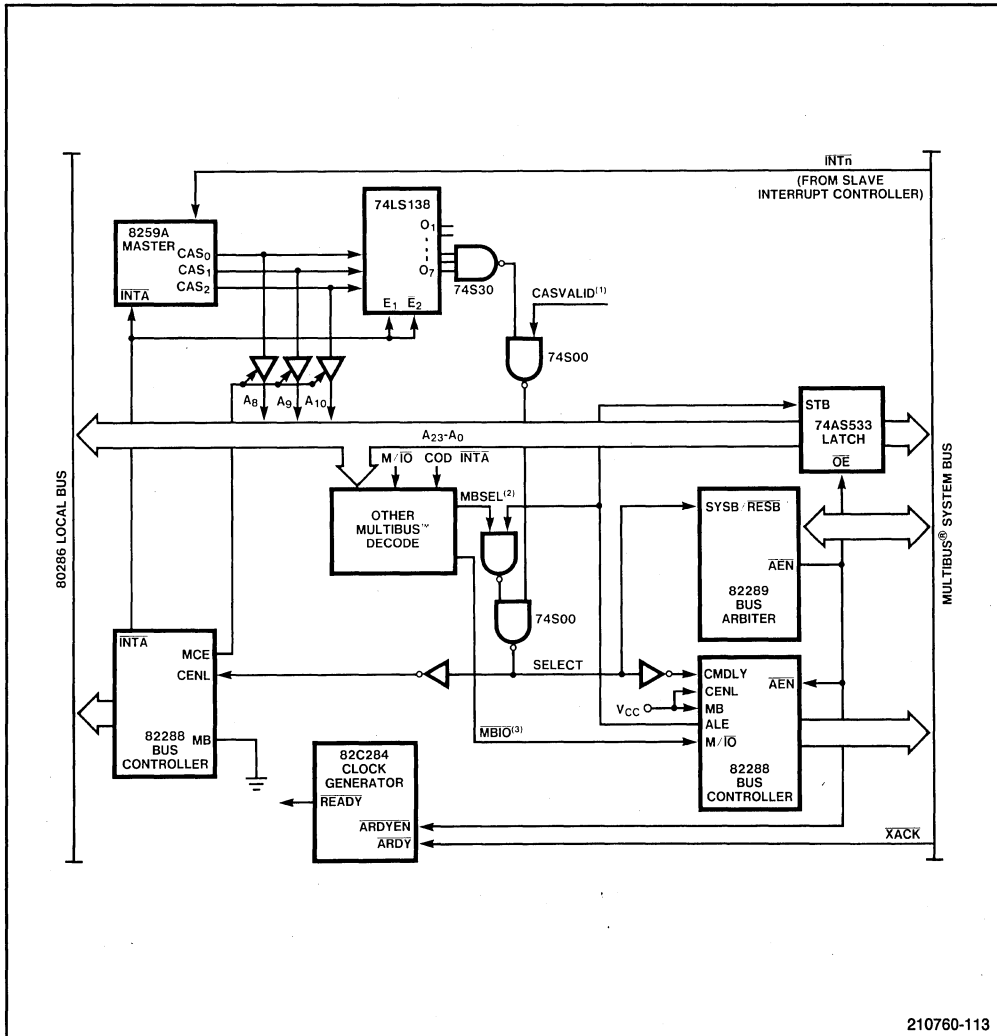 INTn
(FROM SLAVE
INTERRUPT CONTROLLER)
8259A
MASTER
CAS0
CAS1
CAS2
INTA
74LS138
O1
O7
E1 E2
74S30
CASVALID(1)
74S00
A8 A9 A10
A23-A0
STB
74AS533
LATCH
OE
M/IO COD INTA
MBSEL(2)
OTHER
MULTIBUS™
DECODE
SYSB/RESB
AEN
82289
BUS
ARBITER
74S00
80286 LOCAL BUS
MULTIBUS® SYSTEM BUS
INTA
MCE
CENL
MB
82288
BUS
CONTROLLER
SELECT
CMDLY
CENL
MB
ALE
M/IO
AEN
VCC
MBIO(3)
82288
BUS
CONTROLLER
82C284
CLOCK
GENERATOR
READY
ARDYEN
ARDY
XACK
210760-113